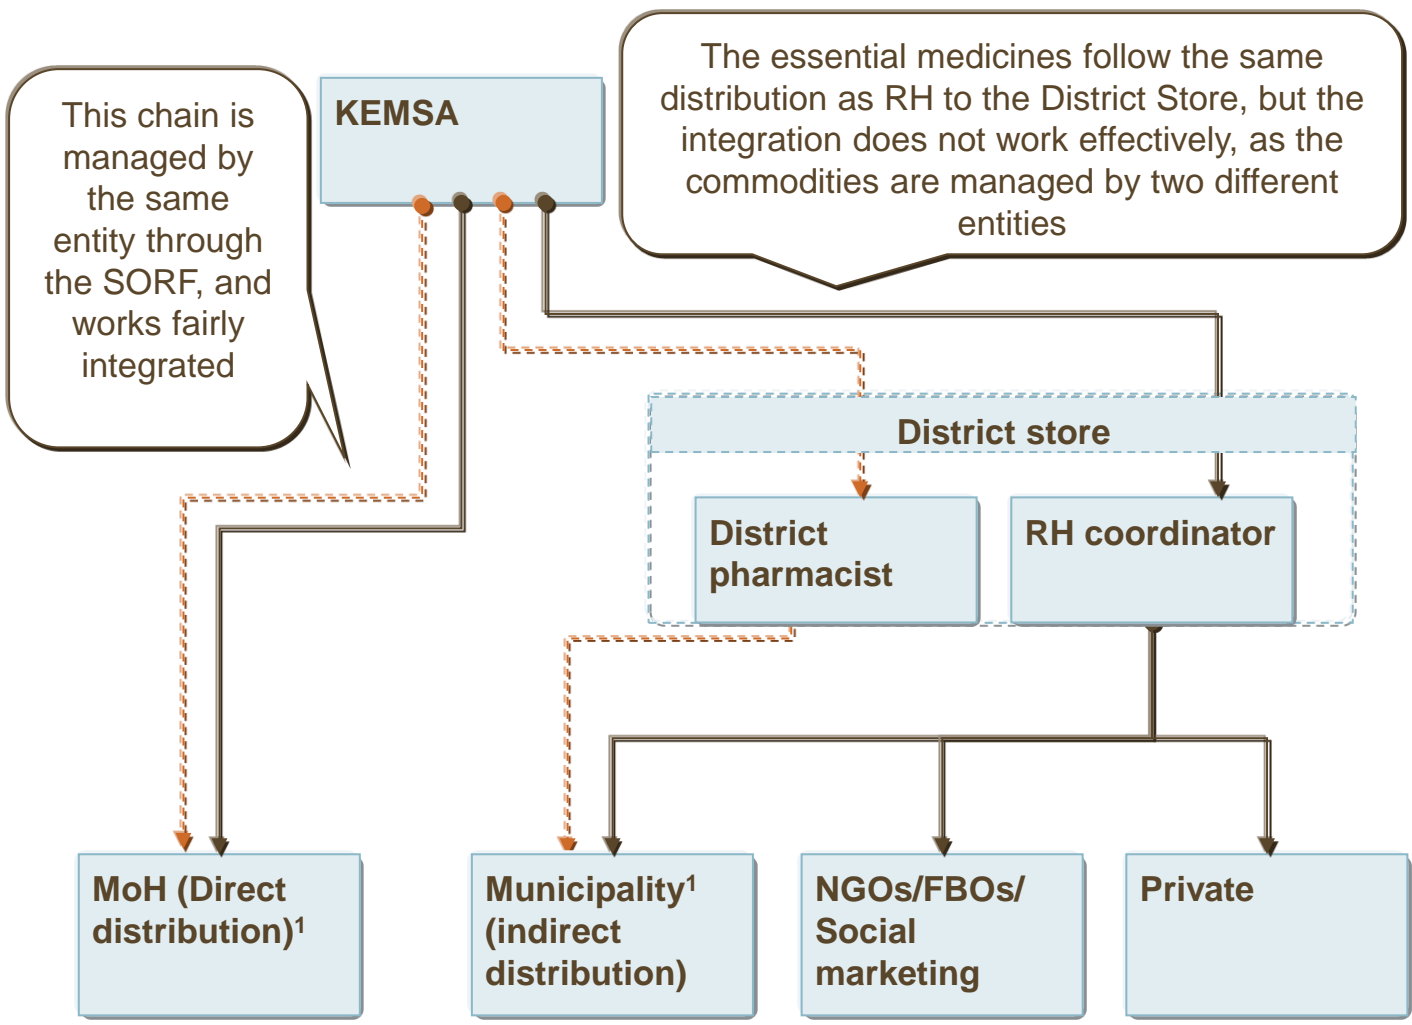 This chain is
managed by
the same
entity through
the SORF, and
works fairly
integrated
KEMSA
The essential medicines follow the same
distribution as RH to the District Store, but the
integration does not work effectively, as the
commodities are managed by two different
entities
District store
District
pharmacist
RH coordinator
MoH (Direct
distribution)¹
Municipality¹
(indirect
distribution)
NGOs/FBOs/
Social
marketing
Private